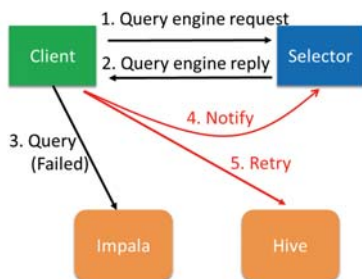 1. Query engine request
Client
Selector
2. Query engine reply
4. Notify
3. Query
(Failed)
5. Retry
Impala
Hive